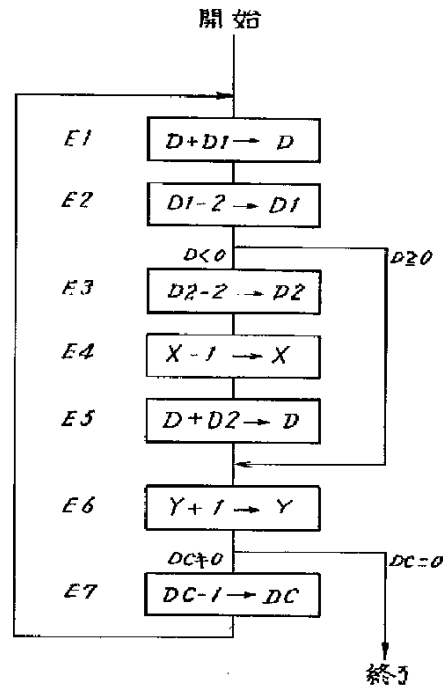 開始
E1 D+D1→D
E2 D1-2→D1
D<0 D≧0
E3 D2-2→D2
E4 X-1→X
E5 D+D2→D
E6 Y+1→Y
DC≠0 DC=0
E7 DC-1→DC
終了